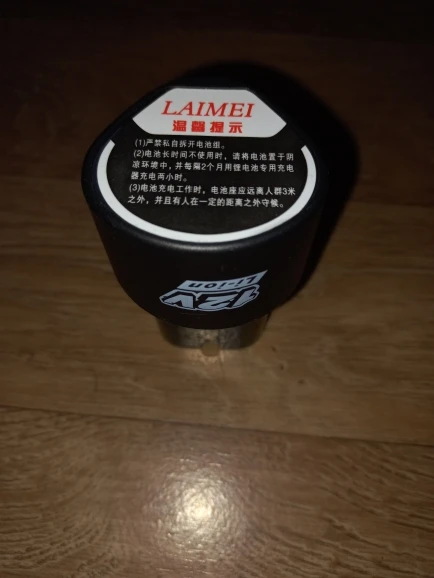 LAIMEI
温馨提示
(1)严禁私自拆开电池组。
(2)电池长时间不使用时，请将电池置于阴
凉环境中，并每隔2个月用锂电池专用充电
器充电两小时。
(3)电池充电工作时，电池座应远离人群3米
之外，并且有人在一定的距离之外守候。
12V
Li-ion